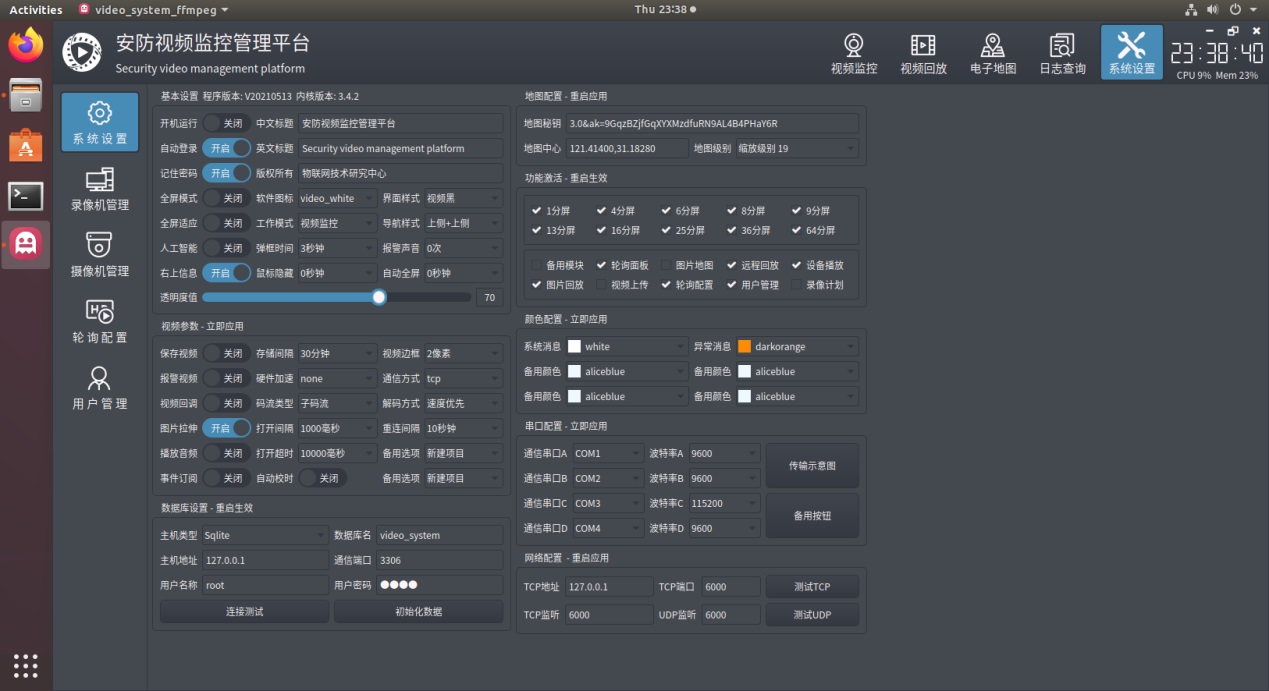 Activities video_system_ffmpeg Thu 23:38
安防视频监控管理平台
Security video management platform
视频监控 视频回放 电子地图 日志查询 系统设置
23:38:40
CPU 9% Mem 23%
系统设置
录像机管理
摄像机管理
轮询配置
用户管理
基本设置 程序版本: V20210513 内核版本: 3.4.2
开机运行 关闭 中文标题 安防视频监控管理平台
自动登录 开启 英文标题 Security video management platform
记住密码 开启 版权所有 物联网技术研究中心
全屏模式 关闭 软件图标 video_white 界面样式 视频黑
全屏适应 关闭 工作模式 视频监控 导航样式 上侧+上侧
人工智能 关闭 弹框时间 3秒钟 报警声音 0次
右上信息 开启 鼠标隐藏 0秒钟 自动全屏 0秒钟
透明度值 70
视频参数 - 立即应用
保存视频 关闭 存储间隔 30分钟 视频边框 2像素
报警视频 关闭 硬件加速 none 通信方式 tcp
视频回调 关闭 码流类型 子码流 解码方式 速度优先
图片拉伸 开启 打开间隔 1000毫秒 重连间隔 10秒钟
播放音频 关闭 打开超时 10000毫秒 备用选项 新建项目
事件订阅 关闭 自动校时 关闭 备用选项 新建项目
数据库设置 - 重启生效
主机类型 Sqlite 数据库名 video_system
主机地址 127.0.0.1 通信端口 3306
用户名称 root 用户密码 ●●●●
连接测试 初始化数据
地图配置 - 重启应用
地图秘钥 3.0&ak=9GqzBZjfGqXYXMzdfuRN9AL4B4PHaY6R
地图中心 121.41400,31.18280 地图级别 缩放级别 19
功能激活 - 重启生效
1分屏 4分屏 6分屏 8分屏 9分屏
13分屏 16分屏 25分屏 36分屏 64分屏
备用模块 轮询面板 图片地图 远程回放 设备播放
图片回放 视频上传 轮询配置 用户管理 录像计划
颜色配置 - 立即应用
系统消息 white 异常消息 darkorange
备用颜色 aliceblue 备用颜色 aliceblue
备用颜色 aliceblue 备用颜色 aliceblue
串口配置 - 立即应用
通信串口A COM1 波特率A 9600 传输示意图
通信串口B COM2 波特率B 9600
通信串口C COM3 波特率C 115200 备用按钮
通信串口D COM4 波特率D 9600
网络配置 - 重启应用
TCP地址 127.0.0.1 TCP端口 6000 测试TCP
TCP监听 6000 UDP监听 6000 测试UDP